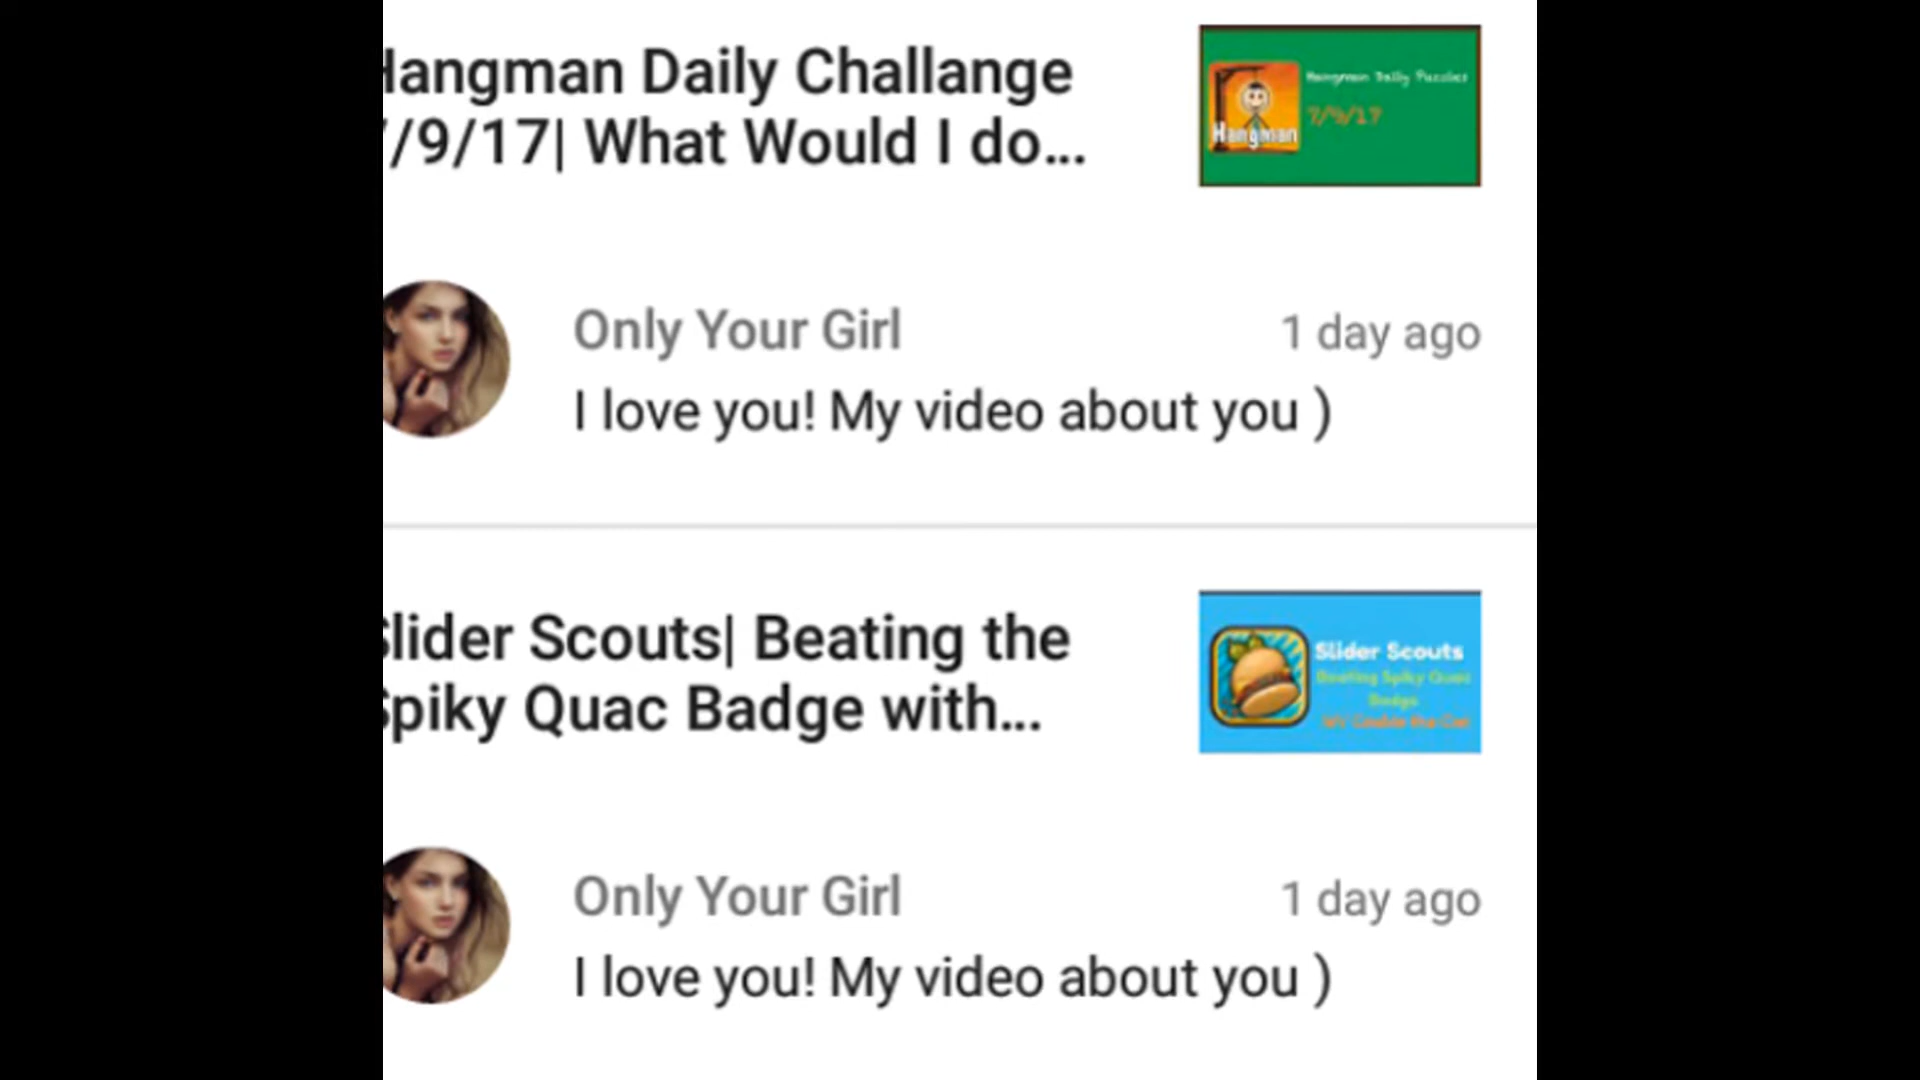 Hangman Daily Challange
7/9/17| What Would I do...
Hangman Daily Puzzles
7/9/17
Hangman
Only Your Girl
1 day ago
I love you! My video about you )
Slider Scouts| Beating the
Spiky Quac Badge with...
Slider Scouts
Beating Spiky Quac
Badge
Only Your Girl
1 day ago
I love you! My video about you )